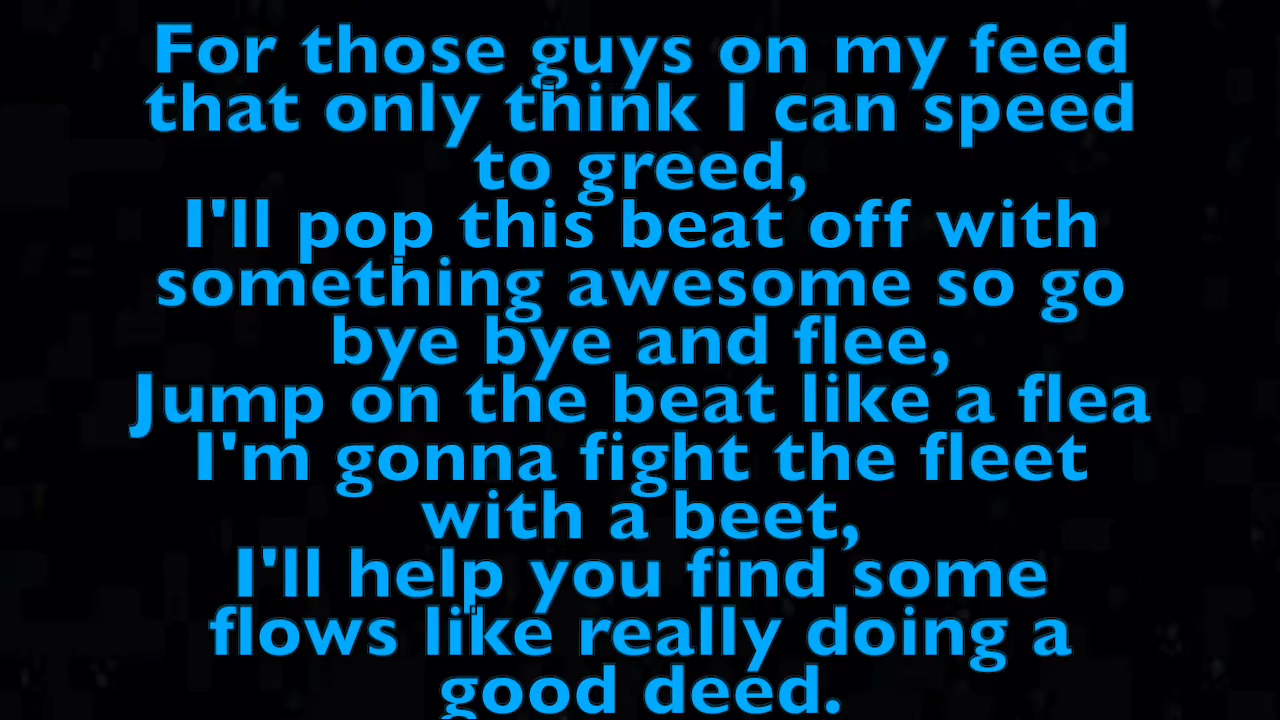 For those guys on my feed
that only think I can speed
to greed,
I'll pop this beat off with
something awesome so go
bye bye and flee,
Jump on the beat like a flea
I'm gonna fight the fleet
with a beet,
I'll help you find some
flows like really doing a
good deed.